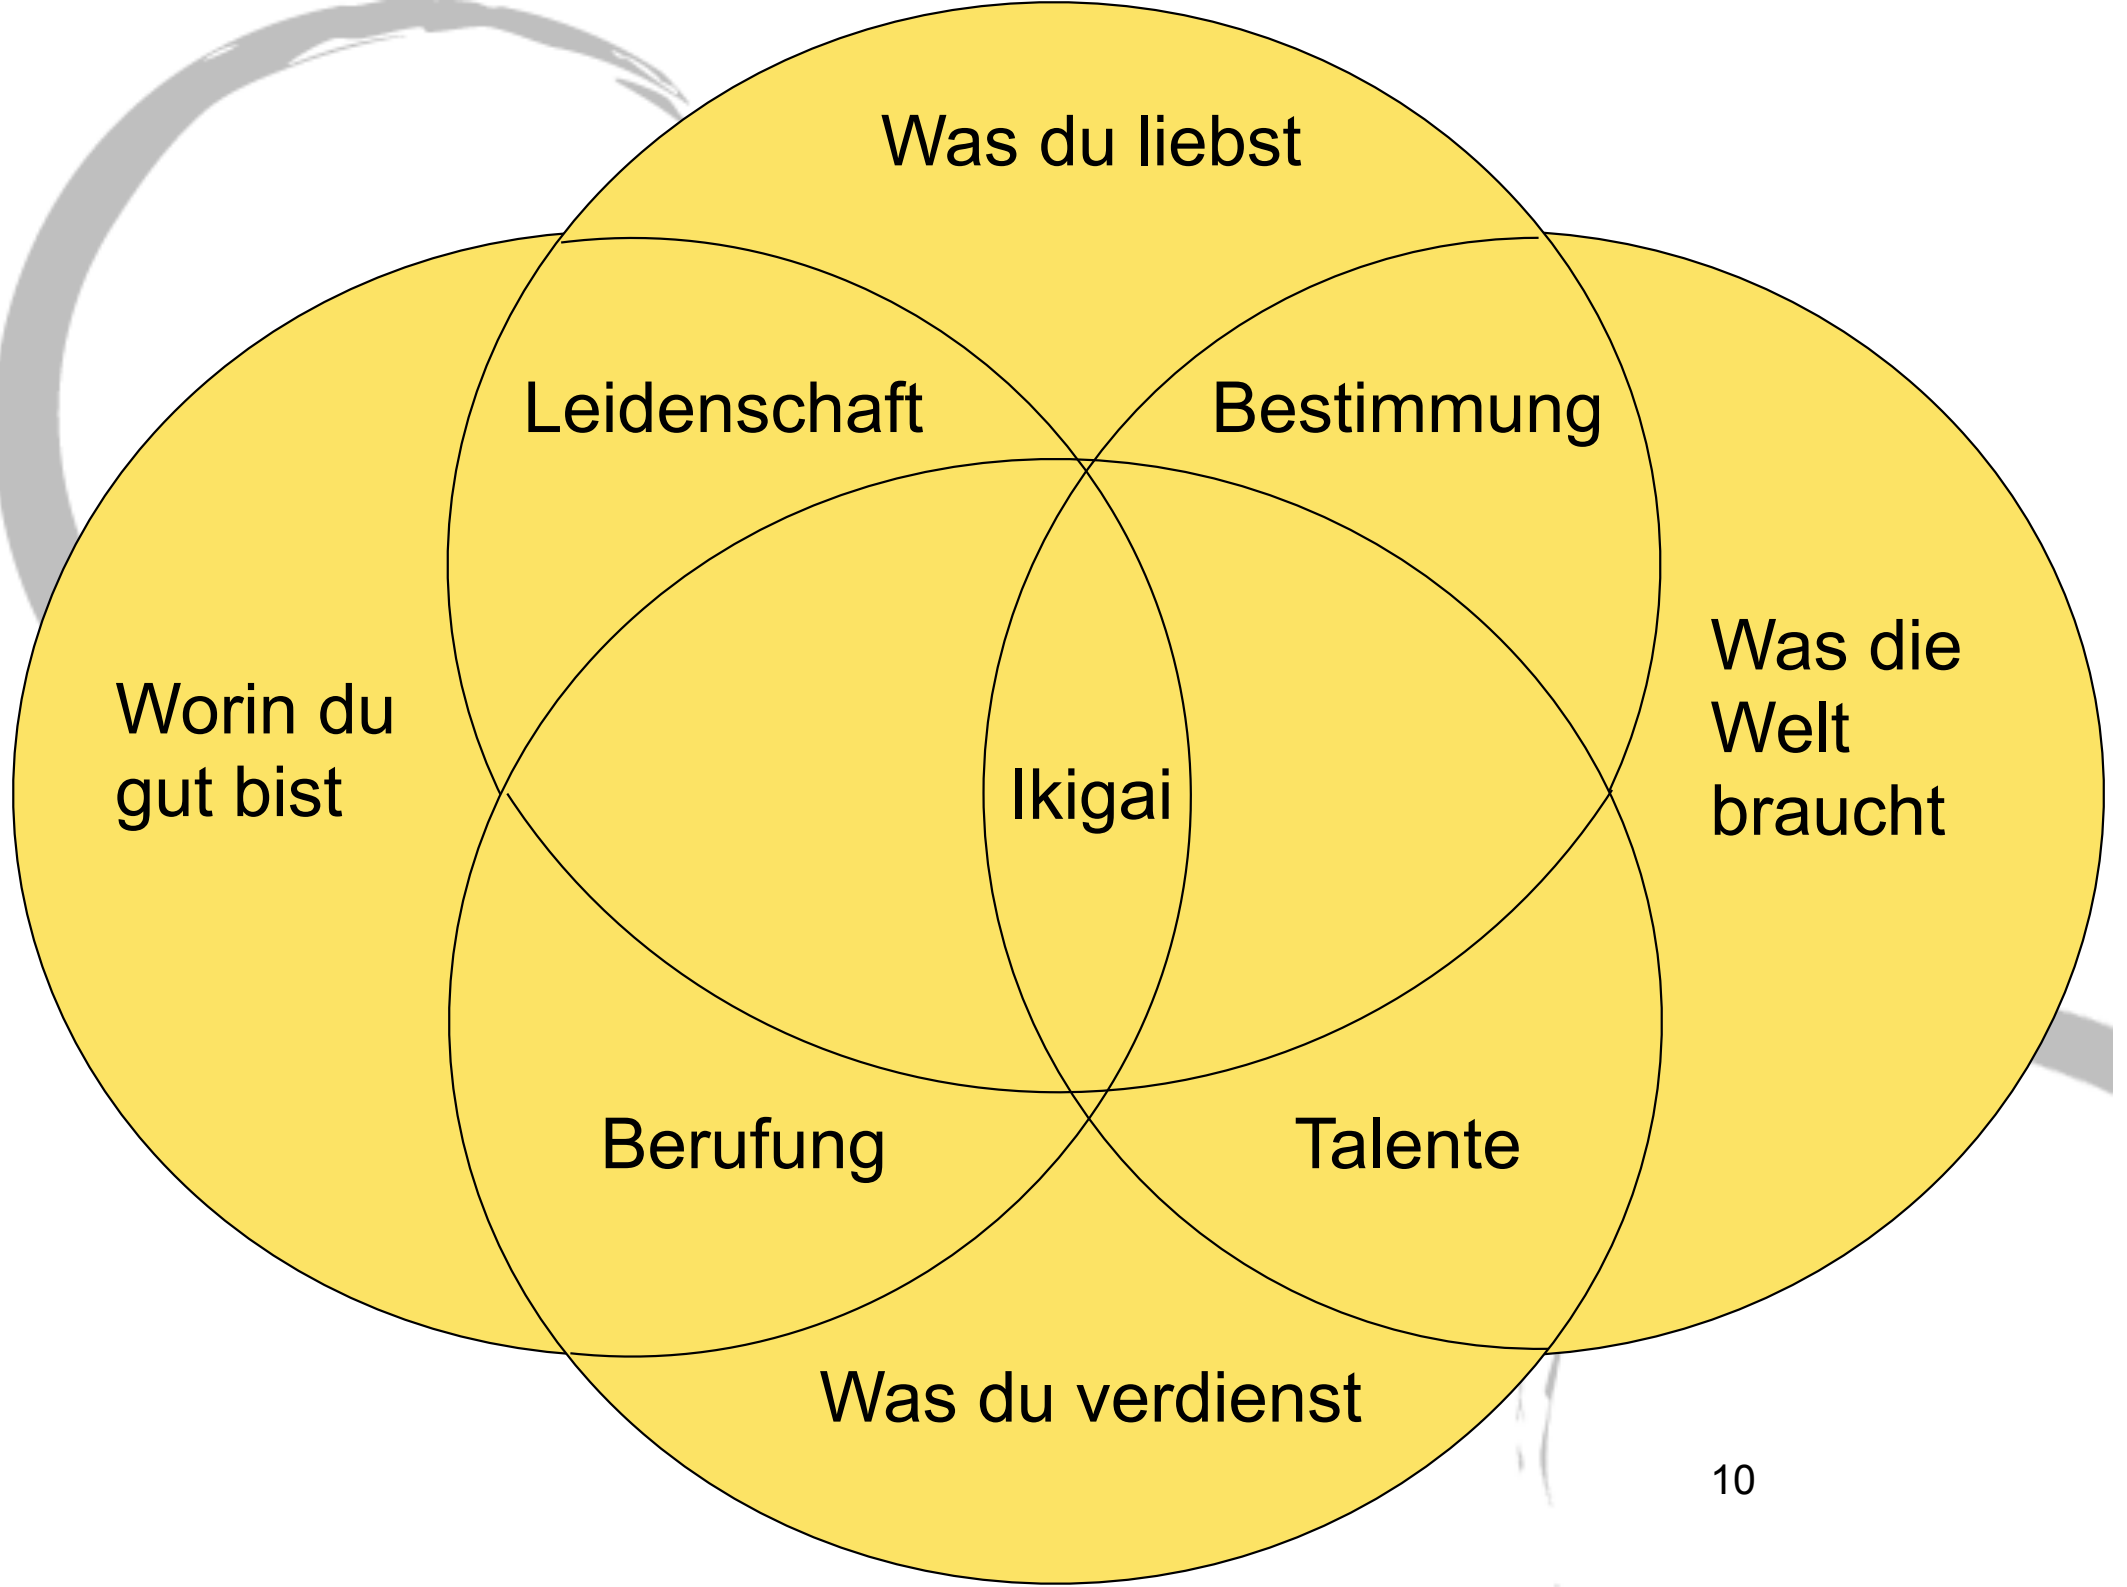 Was du liebst
Leidenschaft
Bestimmung
Worin du
gut bist
Ikigai
Was die
Welt
braucht
Berufung
Talente
Was du verdienst
10